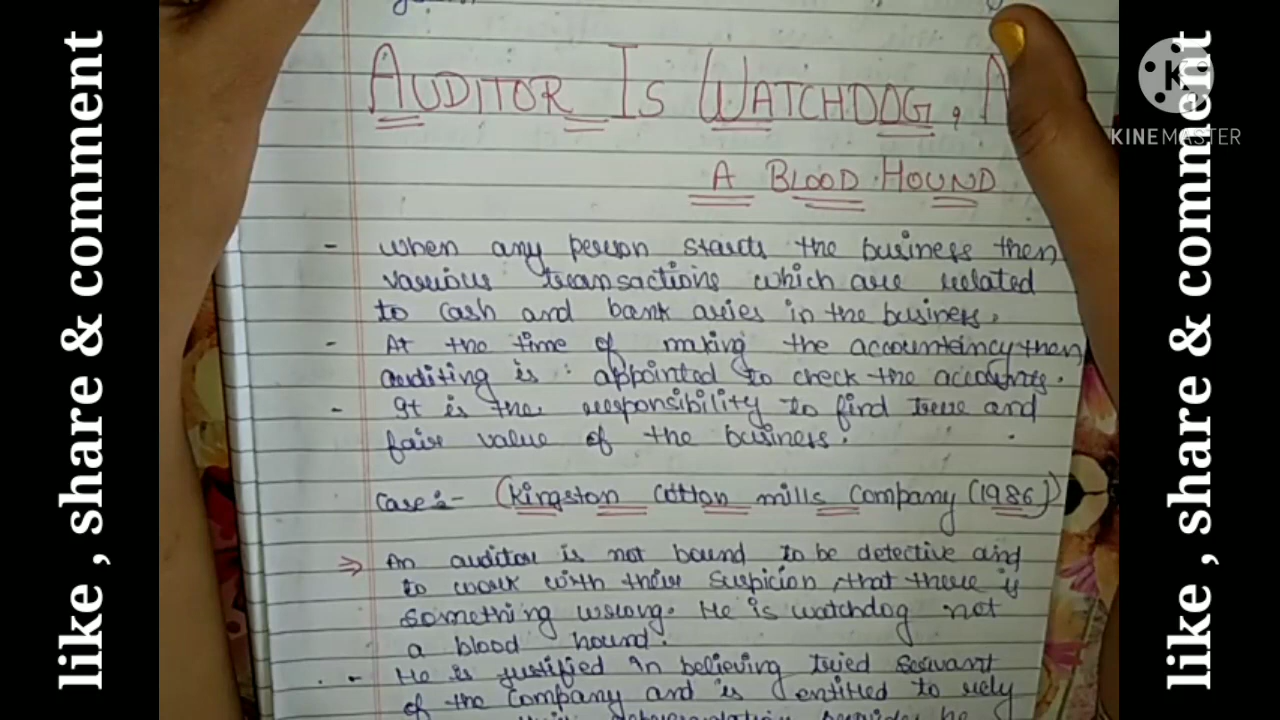 AUDITOR IS WATCHDOG,
A BLOOD HOUND
- When any person starts the business then,
various transactions which are related
to cash and bank aries in the business.
- At the time of making the accountancy then,
auditing is appointed to check the accounts.
- It is the responsibility to find true and
fair value of the business.
Case:- (Kingston Cotton mills Company (1986)
⇒ An auditor is not bound to be detective and
to work with their suspicion, that there is
something wrong. He is watchdog not
a blood hound.
- He is justified in believing tried servant
of the Company and is entitled to rely
like , share & comment
like , share & comment
K
KINEMASTER